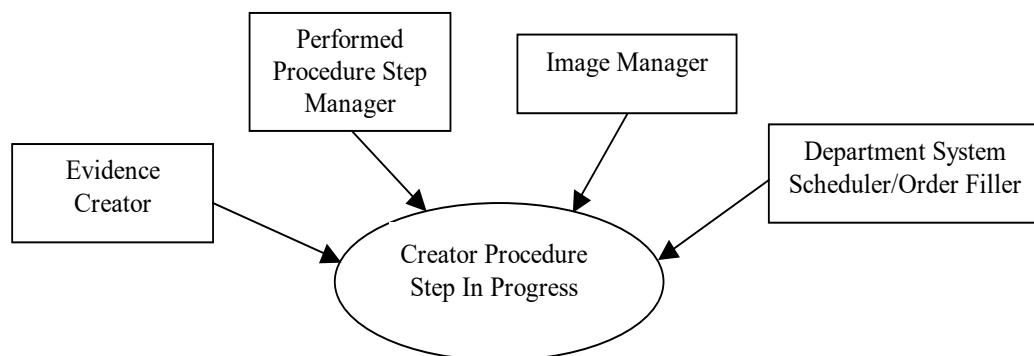 Performed
Procedure Step
Manager
Image Manager
Evidence
Creator
Department System
Scheduler/Order Filler
Creator Procedure
Step In Progress